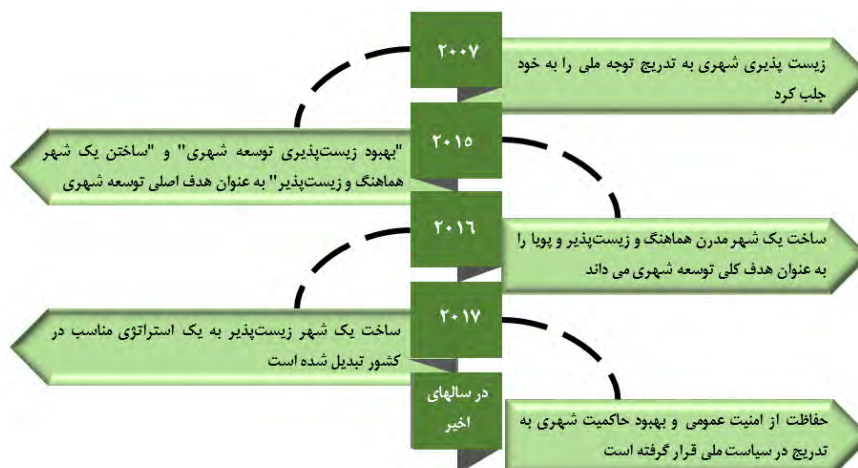 ۲۰۰۷
زیست پذیری شهری به تدریج توجه ملی را به خود
جلب کرد
۲۰۱۵
"بهبود زیست‌پذیری توسعه شهری" و "ساختن یک شهر
هماهنگ و زیست‌پذیر" به عنوان هدف اصلی توسعه شهری
۲۰۱٦
ساخت یک شهر مدرن هماهنگ و زیست‌پذیر و پویا را
به عنوان هدف کلی توسعه شهری می داند
۲۰۱۷
ساخت یک شهر زیست‌پذیر به یک استراتژی مناسب در
کشور تبدیل شده است
در سالهای
اخیر
حفاظت از امنیت عمومی و بهبود حاکمیت شهری به
تدریج در سیاست ملی قرار گرفته است